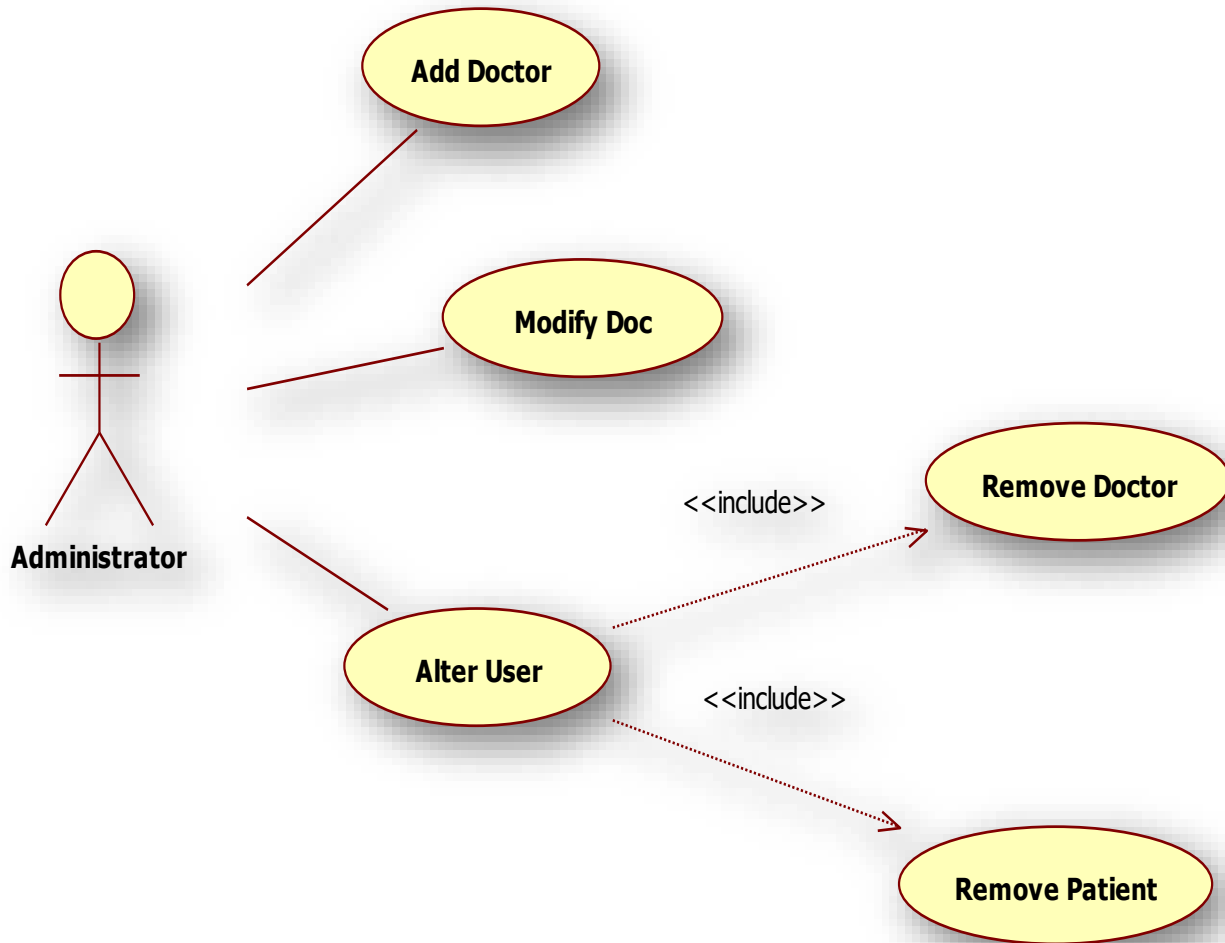 Add Doctor
Modify Doc
Remove Doctor
<<include>>
Administrator
Alter User
<<include>>
Remove Patient